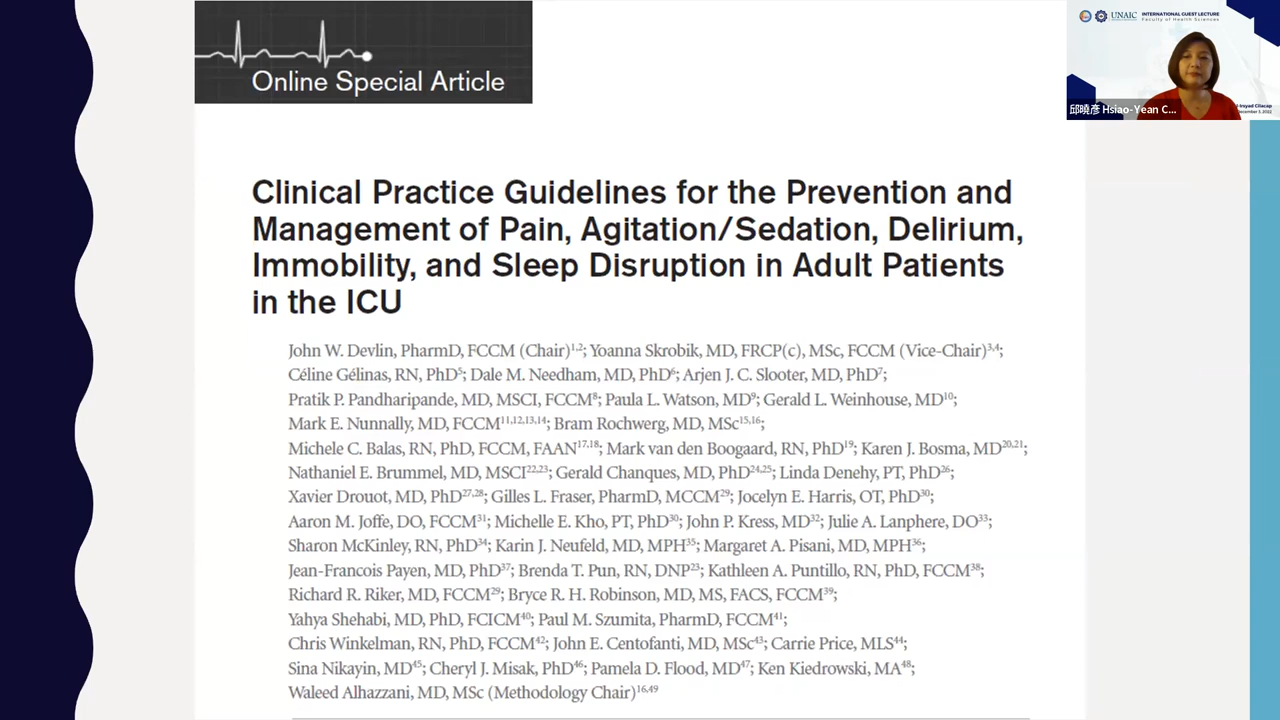 Online Special Article
Clinical Practice Guidelines for the Prevention and
Management of Pain, Agitation/Sedation, Delirium,
Immobility, and Sleep Disruption in Adult Patients
in the ICU
John W. Devlin, PharmD, FCCM (Chair)1,2; Yoanna Skrobik, MD, FRCP(c), MSc, FCCM (Vice-Chair)3,4;
Céline Gélinas, RN, PhD5; Dale M. Needham, MD, PhD6; Arjen J. C. Slooter, MD, PhD7;
Pratik P. Pandharipande, MD, MSCI, FCCM8; Paula L. Watson, MD9; Gerald L. Weinhouse, MD10;
Mark E. Nunnally, MD, FCCM11,12,13,14; Bram Rochwerg, MD, MSc15,16;
Michele C. Balas, RN, PhD, FCCM, FAAN17,18; Mark van den Boogaard, RN, PhD19; Karen J. Bosma, MD20,21;
Nathaniel E. Brummel, MD, MSCI22,23; Gerald Chanques, MD, PhD24,25; Linda Denehy, PT, PhD26;
Xavier Drouot, MD, PhD27,28; Gilles L. Fraser, PharmD, MCCM29; Jocelyn E. Harris, OT, PhD30;
Aaron M. Joffe, DO, FCCM31; Michelle E. Kho, PT, PhD30; John P. Kress, MD32; Julie A. Lanphere, DO33;
Sharon McKinley, RN, PhD34; Karin J. Neufeld, MD, MPH35; Margaret A. Pisani, MD, MPH36;
Jean-Francois Payen, MD, PhD37; Brenda T. Pun, RN, DNP23; Kathleen A. Puntillo, RN, PhD, FCCM38;
Richard R. Riker, MD, FCCM29; Bryce R. H. Robinson, MD, MS, FACS, FCCM39;
Yahya Shehabi, MD, PhD, FCICM40; Paul M. Szumita, PharmD, FCCM41;
Chris Winkelman, RN, PhD, FCCM42; John E. Centofanti, MD, MSc43; Carrie Price, MLS44;
Sina Nikayin, MD45; Cheryl J. Misak, PhD46; Pamela D. Flood, MD47; Ken Kiedrowski, MA48;
Waleed Alhazzani, MD, MSc (Methodology Chair)16,49
UNAIC
INTERNATIONAL GUEST LECTURE
Faculty of Health Sciences
邱曉彥 Hsiao-Yean C...
Irsyad Cilacap
December 3, 2022